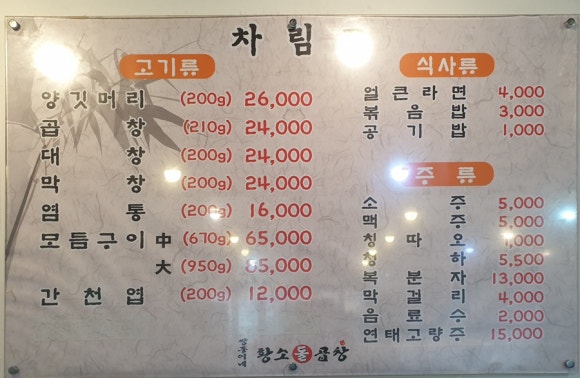 차림
고기류
양깃머리 (200g) 26,000
곱창 (210g) 24,000
대창 (200g) 24,000
막창 (200g) 24,000
염통 16,000
모듬구이 中 (670g) 65,000
大 (950g)
간천엽 (200g) 12,000
식사류
얼큰라면 4,000
볶음밥 3,000
공기밥 1,000
주류
소주 5,000
맥주 5,000
칭따오
청하 5,500
복분자 13,000
막걸리 4,000
음료수 2,000
연태고량주 15,000
황소 돌 곱창